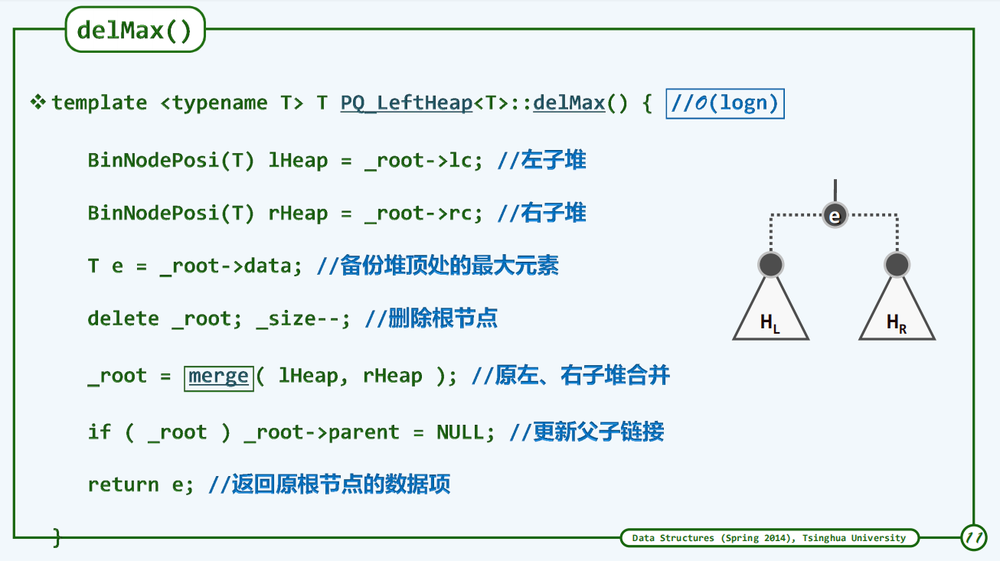 delMax()
❖ template <typename T> T PQ_LeftHeap<T>::delMax() { //O(logn)
BinNodePosi(T) lHeap = _root->lc; //左子堆
BinNodePosi(T) rHeap = _root->rc; //右子堆
T e = _root->data; //备份堆顶处的最大元素
delete _root; _size--; //删除根节点
_root = merge( lHeap, rHeap ); //原左、右子堆合并
if ( _root ) _root->parent = NULL; //更新父子链接
return e; //返回原根节点的数据项
}
e
HL
HR
Data Structures (Spring 2014), Tsinghua University
11